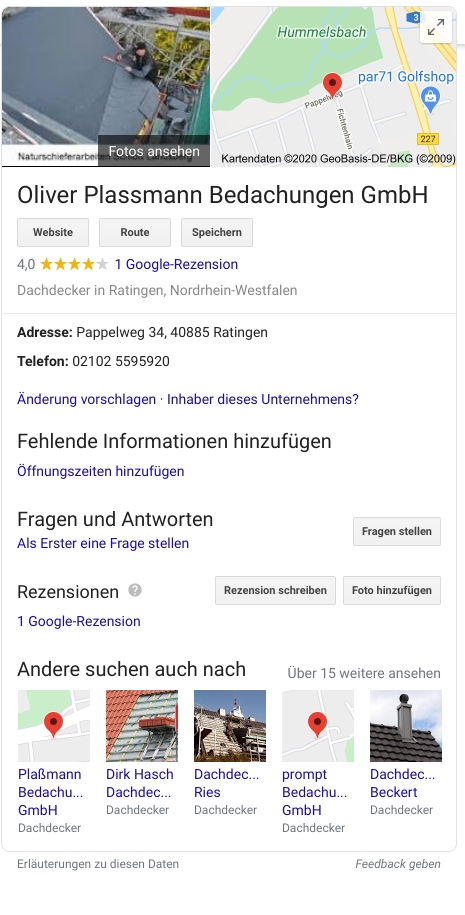 Hummelsbach
3
par71 Golfshop
Pappelweg
Fichtenhain
227
Fotos ansehen
Naturschieferarbeiten
Kartendaten ©2020 GeoBasis-DE/BKG (©2009)
Oliver Plassmann Bedachungen GmbH
Website Route Speichern
4,0 1 Google-Rezension
Dachdecker in Ratingen, Nordrhein-Westfalen
Adresse: Pappelweg 34, 40885 Ratingen
Telefon: 02102 5595920
Änderung vorschlagen · Inhaber dieses Unternehmens?
Fehlende Informationen hinzufügen
Öffnungszeiten hinzufügen
Fragen und Antworten
Fragen stellen
Als Erster eine Frage stellen
Rezensionen ? Rezension schreiben Foto hinzufügen
1 Google-Rezension
Andere suchen auch nach Über 15 weitere ansehen
Plaßmann
Bedachu...
GmbH
Dachdecker
Dirk Hasch
Dachdec...
Dachdecker
Dachdec...
Ries
Dachdecker
prompt
Bedachu...
GmbH
Dachdecker
Dachdec...
Beckert
Dachdecker
Erläuterungen zu diesen Daten Feedback geben